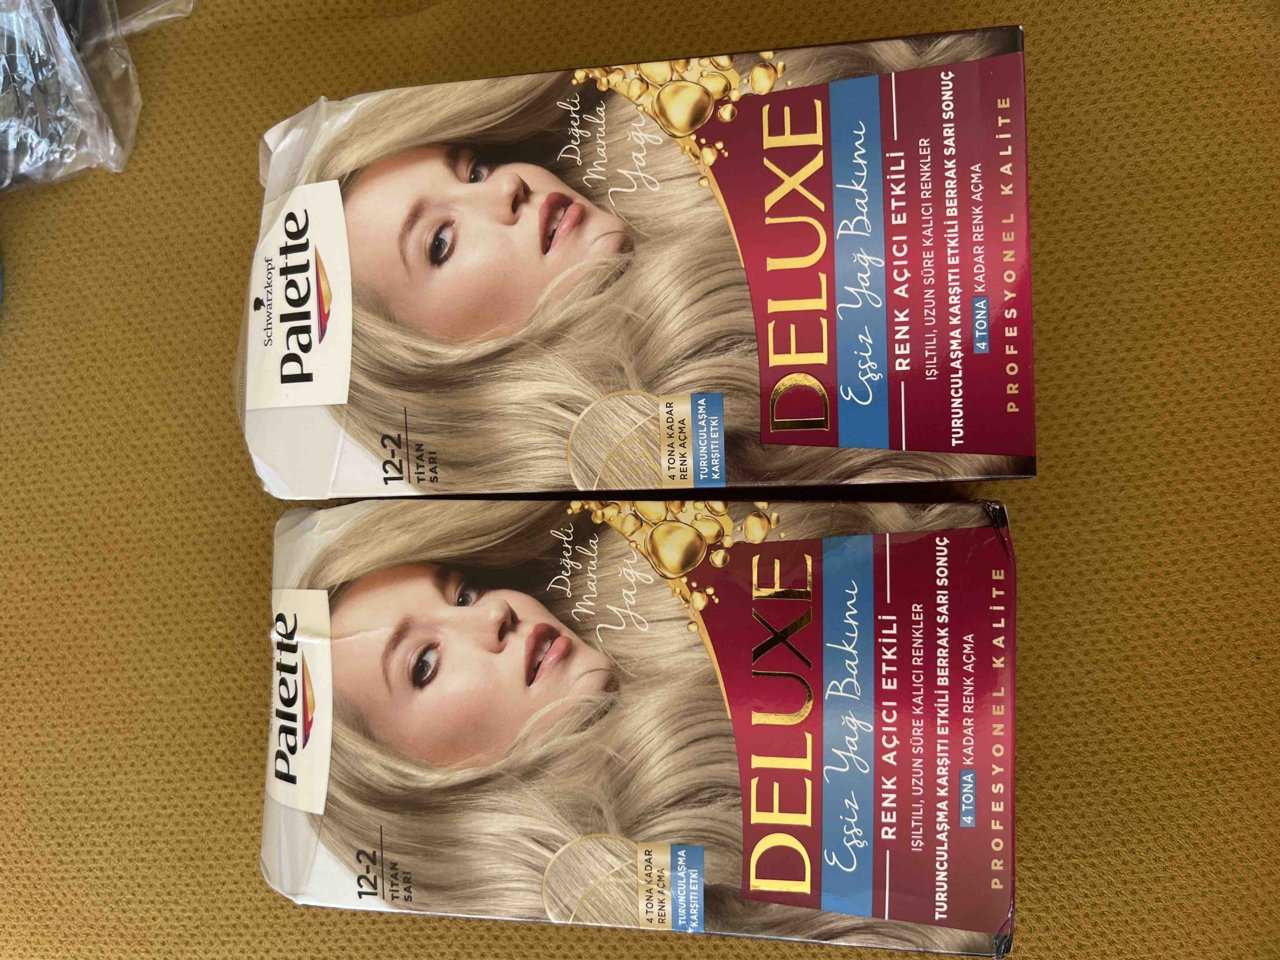 Schwarzkopf
Palette
12-2
TİTAN
SARI
Değerli
Marula
Yağı
4 TONA KADAR
RENK AÇMA
TURUNCULAŞMA
KARŞITI ETKİ
DELUXE
Eşsiz Yağ Bakımı
RENK AÇICI ETKİLİ
IŞILTILI, UZUN SÜRE KALICI RENKLER
TURUNCULAŞMA KARŞITI ETKİLİ BERRAK SARI SONUÇ
4 TONA KADAR RENK AÇMA
PROFESYONEL KALİTE
Palette
12-2
TİTAN
SARI
Değerli
Marula
Yağı
4 TONA KADAR
RENK AÇMA
TURUNCULAŞMA
KARŞITI ETKİ
DELUXE
Eşsiz Yağ Bakımı
RENK AÇICI ETKİLİ
IŞILTILI, UZUN SÜRE KALICI RENKLER
TURUNCULAŞMA KARŞITI ETKİLİ BERRAK SARI SONUÇ
4 TONA KADAR RENK AÇMA
PROFESYONEL KALİTE